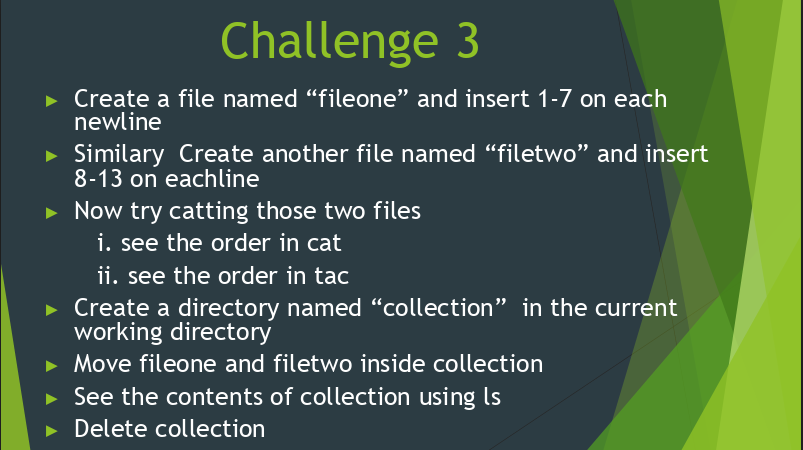 Challenge 3
Create a file named “fileone” and insert 1-7 on each
newline
Similary  Create another file named “filetwo” and insert
8-13 on eachline
Now try catting those two files
i. see the order in cat
ii. see the order in tac
Create a directory named “collection”  in the current
working directory
Move fileone and filetwo inside collection
See the contents of collection using ls
Delete collection